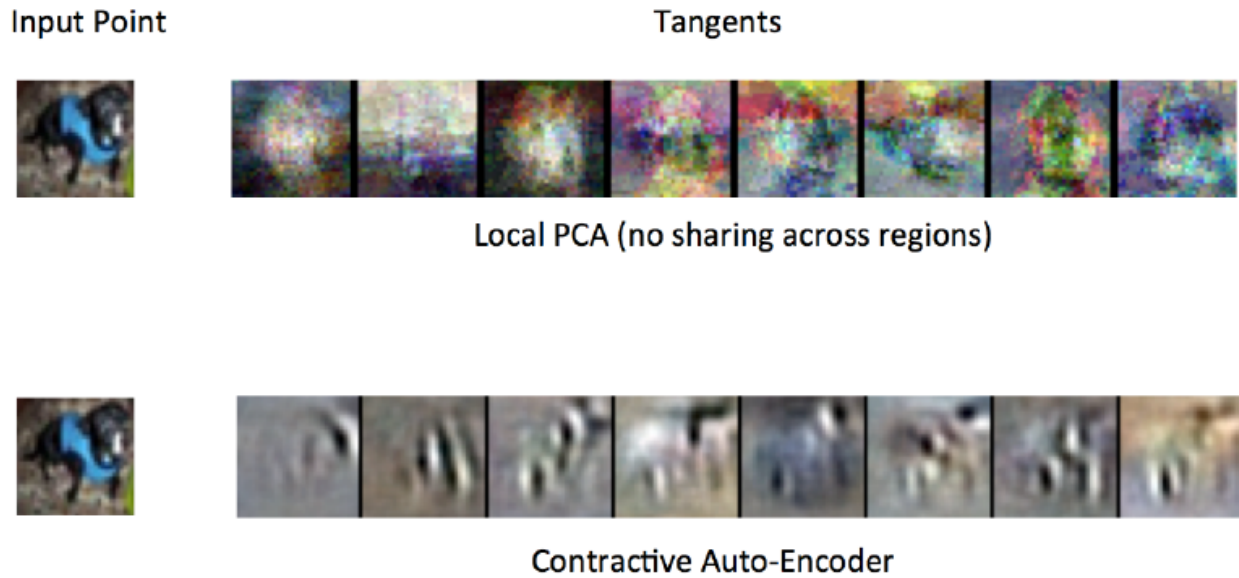 Input Point
Tangents
Local PCA (no sharing across regions)
Contractive Auto-Encoder